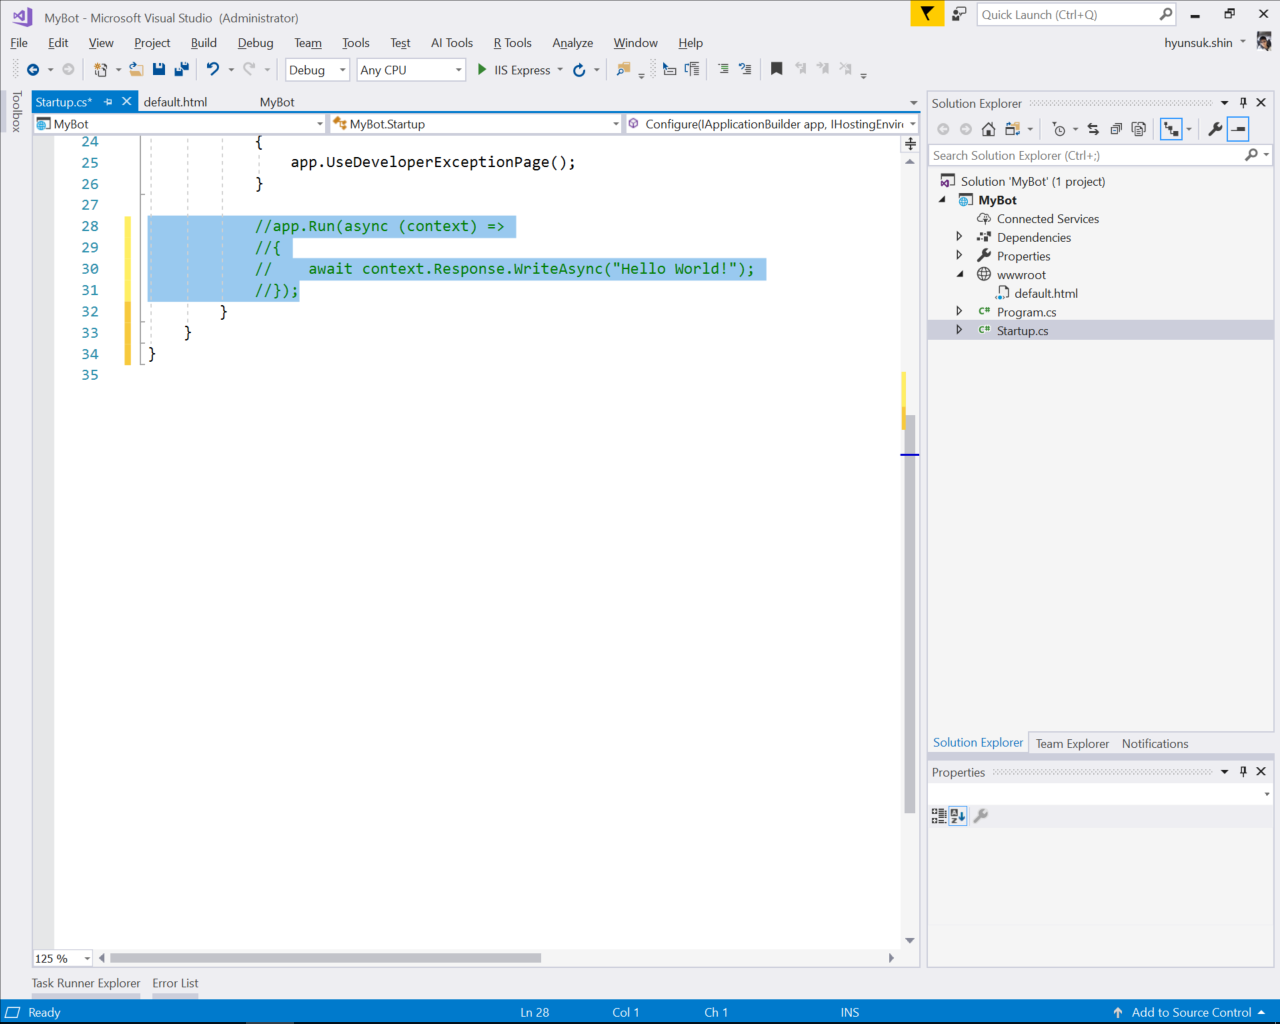 MyBot - Microsoft Visual Studio (Administrator)
Quick Launch (Ctrl+Q)
File Edit View Project Build Debug Team Tools Test AI Tools R Tools Analyze Window Help
hyunsuk.shin
Debug Any CPU IIS Express
Toolbox
Startup.cs* default.html MyBot
MyBot MyBot.Startup Configure(IApplicationBuilder app, IHostingEnvir
24 {
25 app.UseDeveloperExceptionPage();
26 }
27
28 //app.Run(async (context) =>
29 //{
30 // await context.Response.WriteAsync("Hello World!");
31 //});
32 }
33 }
34 }
35
125 %
Solution Explorer
Search Solution Explorer (Ctrl+;)
Solution 'MyBot' (1 project)
MyBot
Connected Services
Dependencies
Properties
wwwroot
default.html
C# Program.cs
C# Startup.cs
Solution Explorer Team Explorer Notifications
Properties
Task Runner Explorer Error List
Ready Ln 28 Col 1 Ch 1 INS Add to Source Control